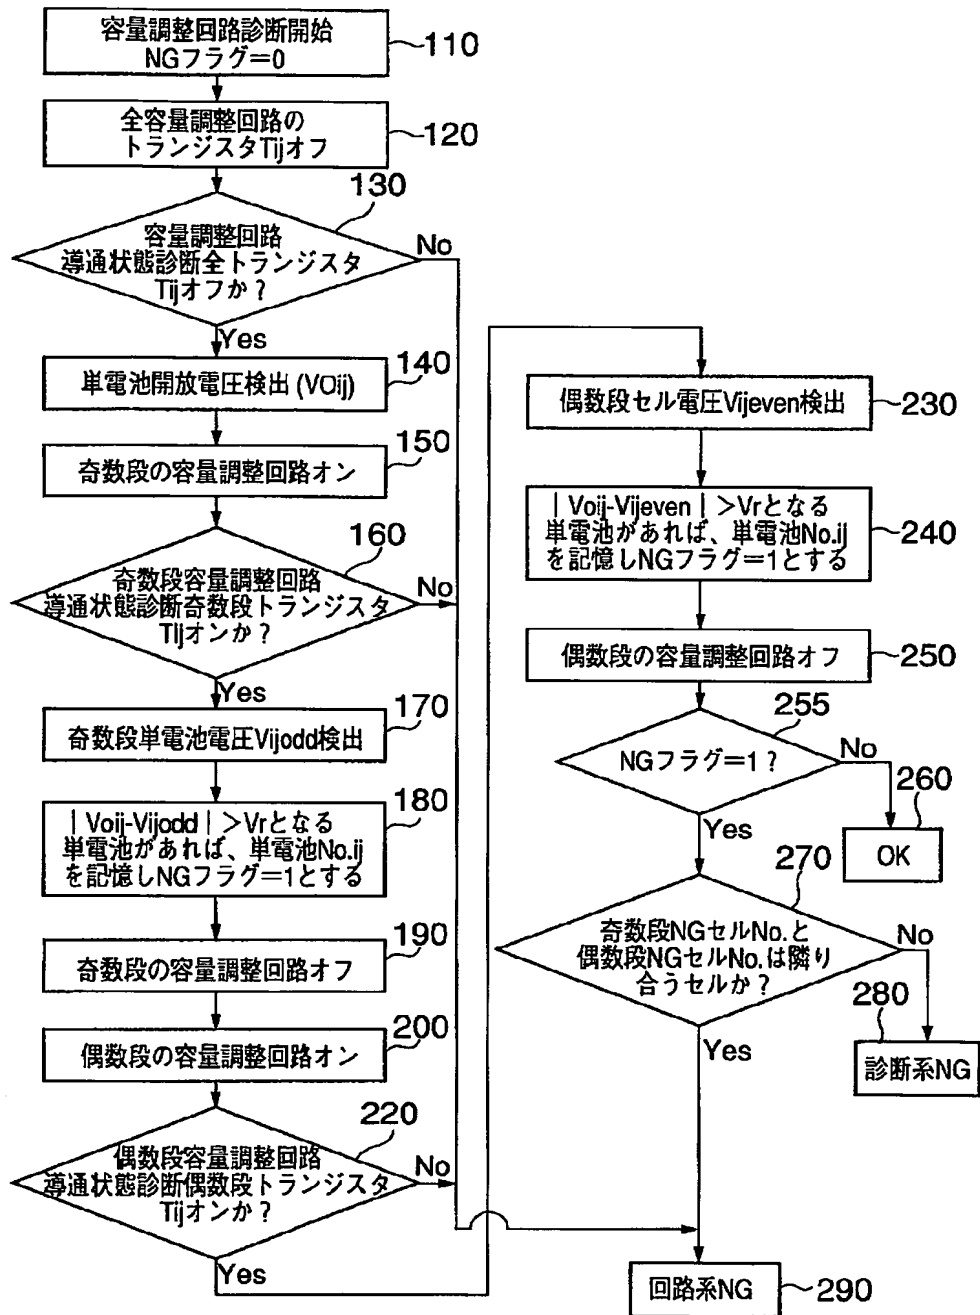 容量調整回路診断開始
NGフラグ＝0
110
全容量調整回路の
トランジスタTijオフ
120
130
容量調整回路
導通状態診断全トランジスタ
Tijオフか？
No
Yes
単電池開放電圧検出(VOij)
140
奇数段の容量調整回路オン
150
160
奇数段容量調整回路
導通状態診断奇数段トランジスタ
Tijオンか？
No
Yes
奇数段単電池電圧Vijodd検出
170
｜Voij-Vijodd｜＞Vrとなる
単電池があれば、単電池No.ij
を記憶しNGフラグ＝1とする
180
奇数段の容量調整回路オフ
190
偶数段の容量調整回路オン
200
220
偶数段容量調整回路
導通状態診断偶数段トランジスタ
Tijオンか？
No
Yes
偶数段セル電圧Vijeven検出
230
｜Voij-Vijeven｜＞Vrとなる
単電池があれば、単電池No.ij
を記憶しNGフラグ＝1とする
240
偶数段の容量調整回路オフ
250
255
NGフラグ＝1？
No
Yes
260
OK
270
奇数段NGセルNo.と
偶数段NGセルNo.は隣り
合うセルか？
No
Yes
280
診断系NG
回路系NG
290